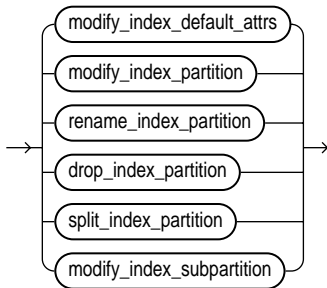 modify_index_default_attrs
modify_index_partition
rename_index_partition
drop_index_partition
split_index_partition
modify_index_subpartition